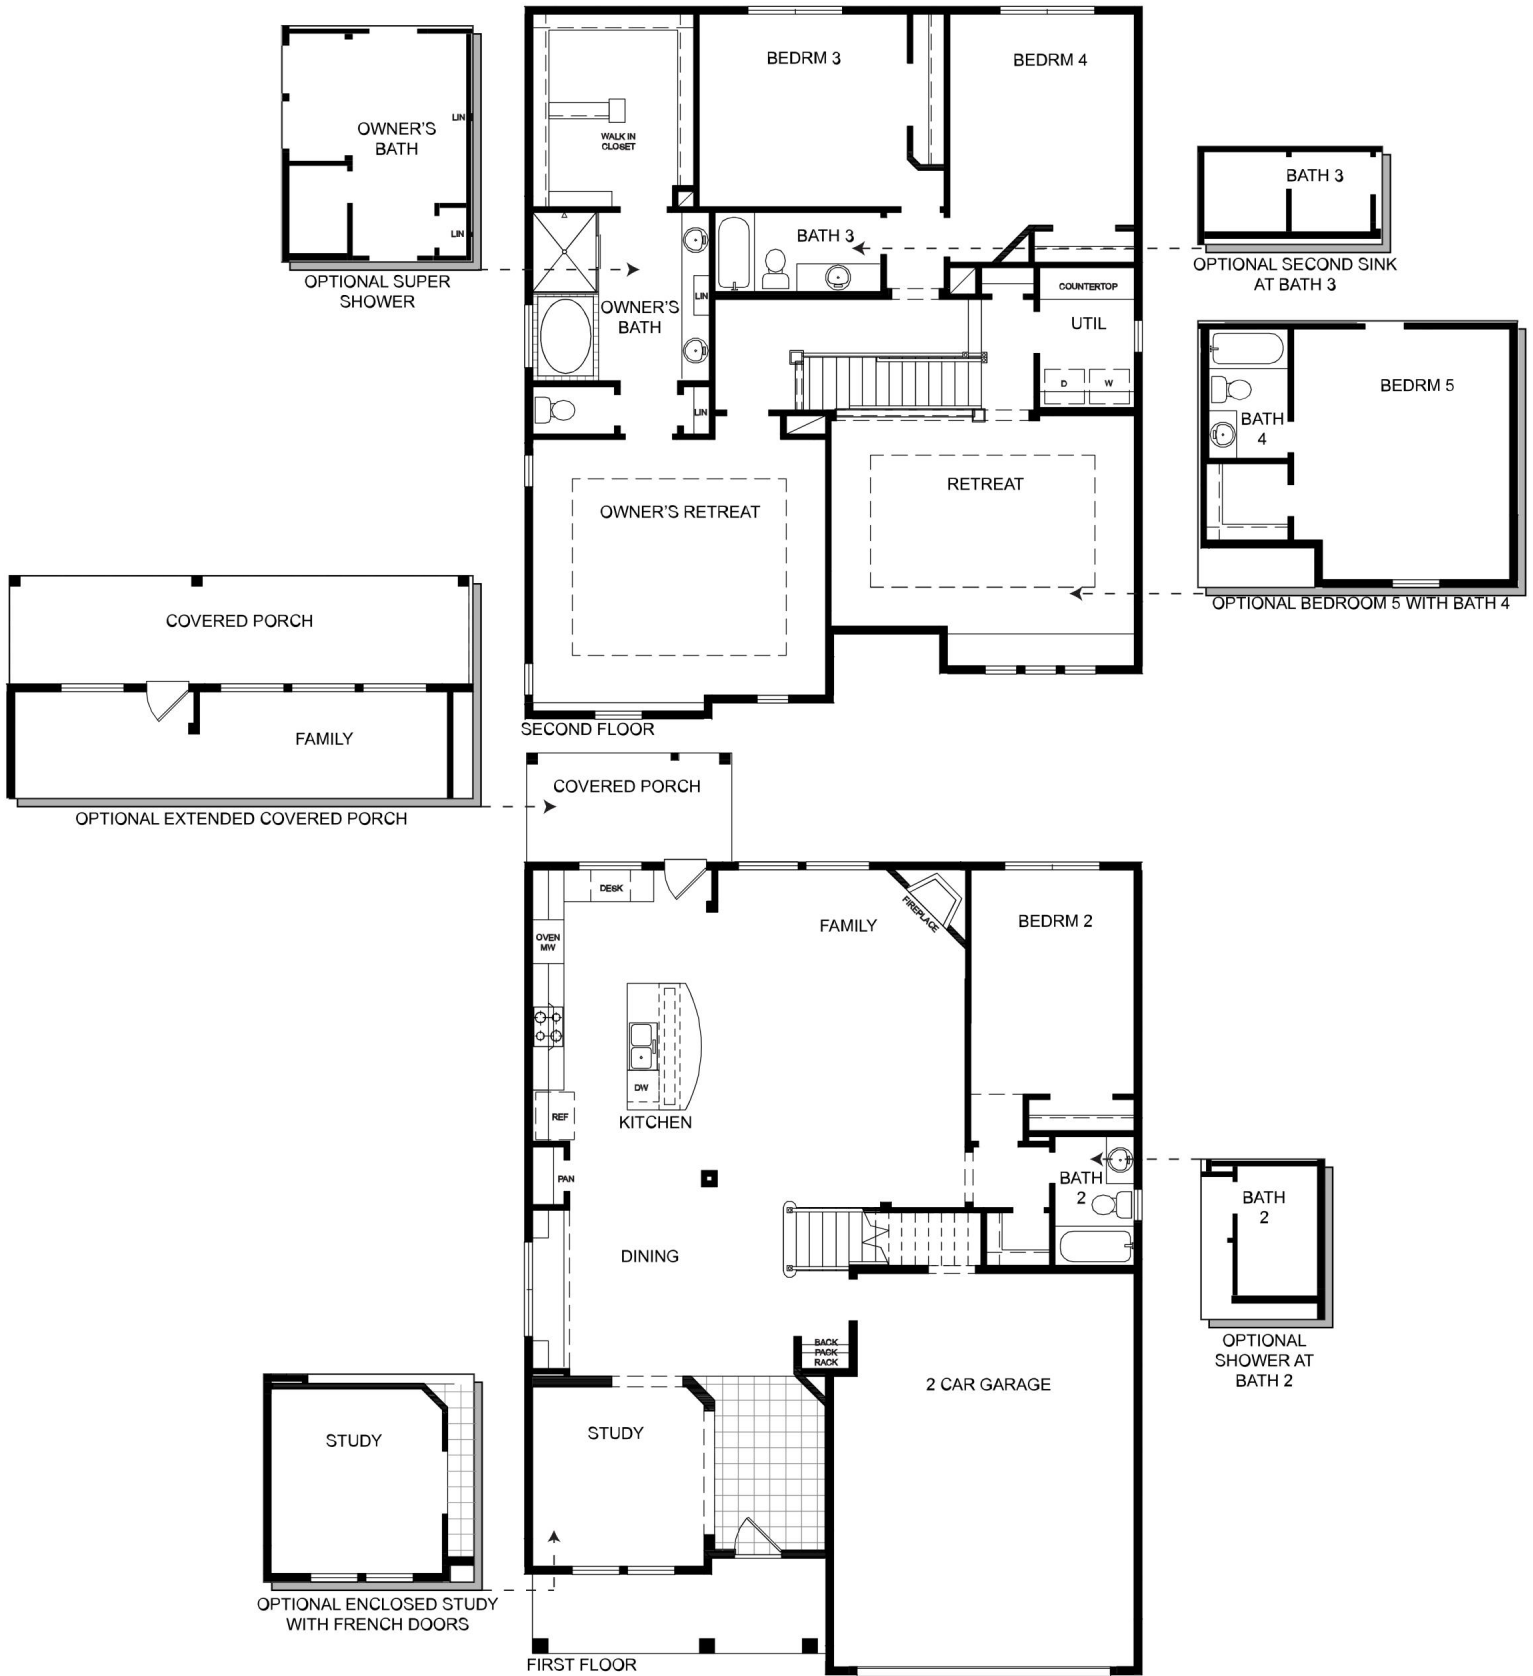 BEDRM 3
BEDRM 4
WALK IN
CLOSET
OWNER'S
BATH
LIN
LIN
OPTIONAL SUPER
SHOWER
BATH 3
BATH 3
OPTIONAL SECOND SINK
AT BATH 3
COUNTERTOP
UTIL
D
W
OWNER'S
BATH
LIN
LIN
BEDRM 5
BATH
4
OPTIONAL BEDROOM 5 WITH BATH 4
OWNER'S RETREAT
RETREAT
SECOND FLOOR
COVERED PORCH
FAMILY
OPTIONAL EXTENDED COVERED PORCH
COVERED PORCH
DESK
OVEN
MW
FAMILY
FIREPLACE
BEDRM 2
DW
KITCHEN
REF
PAN
BATH
2
BATH
2
OPTIONAL
SHOWER AT
BATH 2
DINING
BACK
PACK
RACK
2 CAR GARAGE
STUDY
STUDY
OPTIONAL ENCLOSED STUDY
WITH FRENCH DOORS
FIRST FLOOR